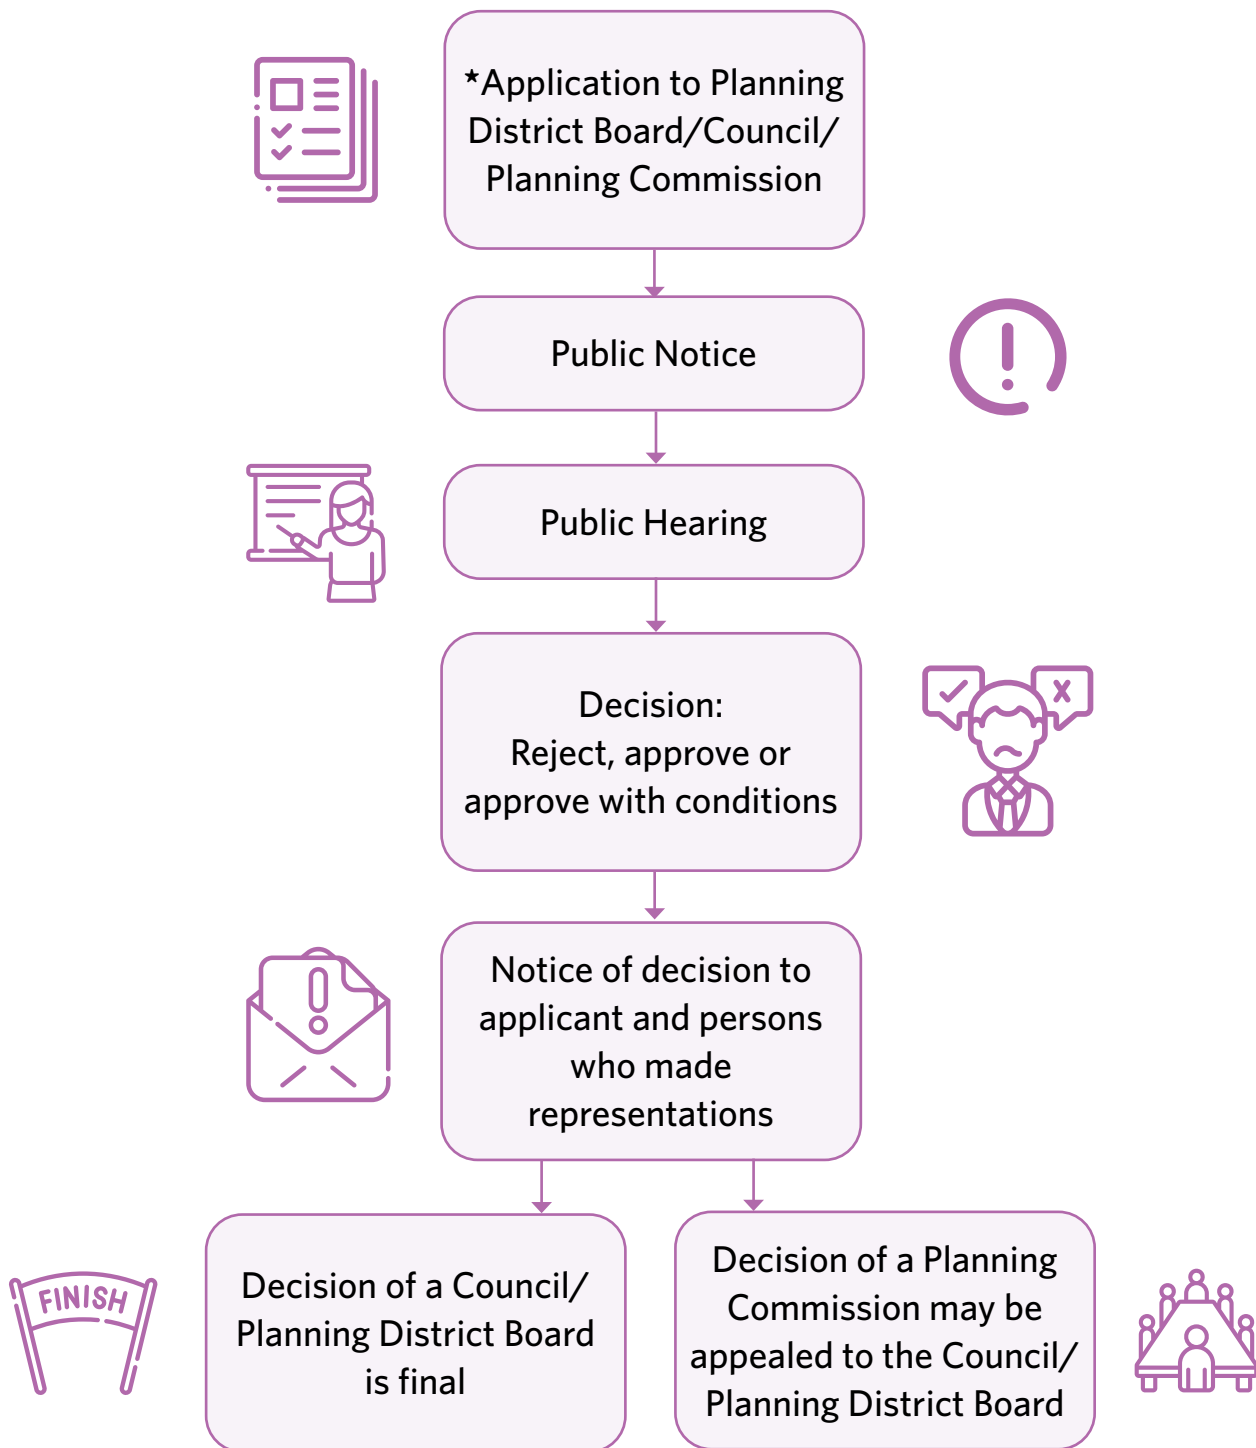 *Application to Planning
District Board/Council/
Planning Commission
Public Notice
Public Hearing
Decision:
Reject, approve or
approve with conditions
Notice of decision to
applicant and persons
who made
representations
FINISH
Decision of a Council/
Planning District Board
is final
Decision of a Planning
Commission may be
appealed to the Council/
Planning District Board